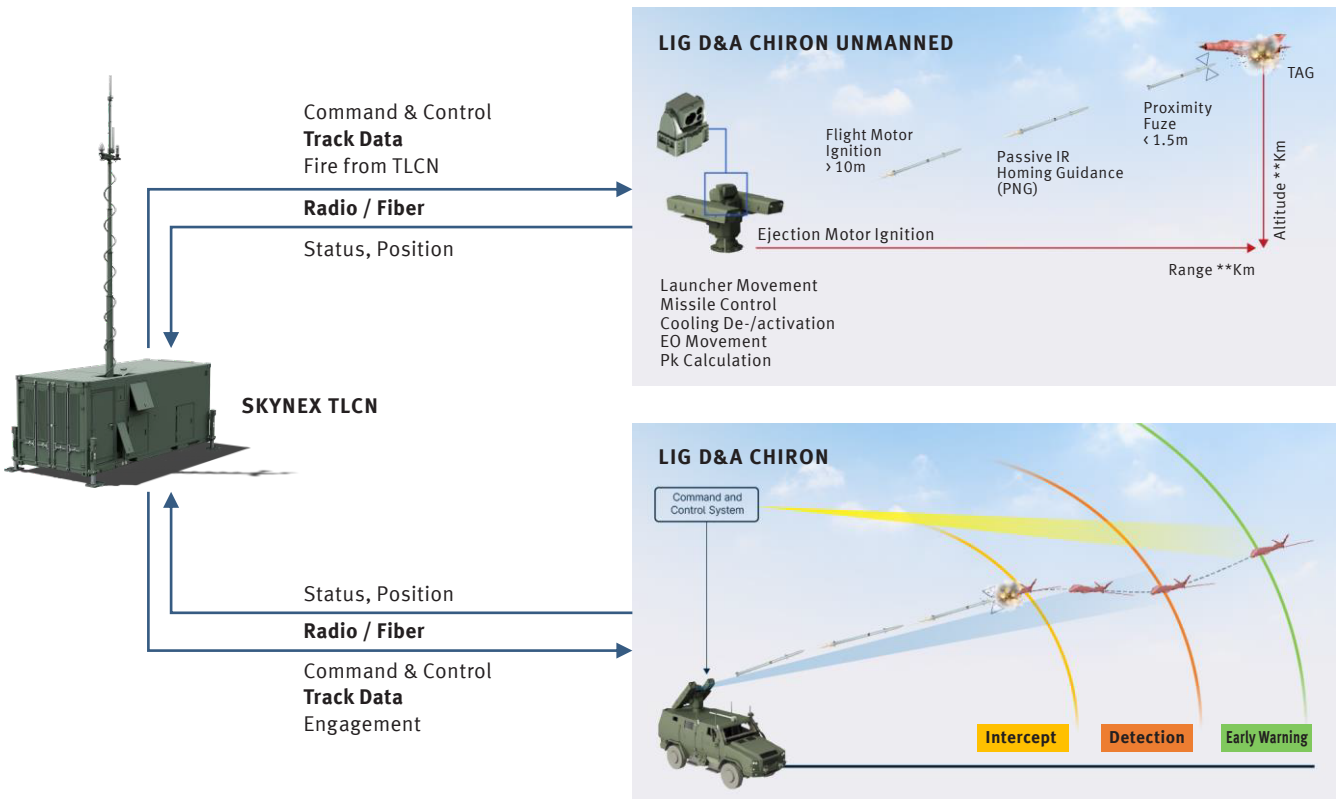 LIG D&A CHIRON UNMANNED
TAG
Proximity
Fuze
< 1.5m
Flight Motor
Ignition
> 10m
Passive IR
Homing Guidance
(PNG)
Altitude **Km
Ejection Motor Ignition
Range **Km
Launcher Movement
Missile Control
Cooling De-/activation
EO Movement
Pk Calculation
Command & Control
Track Data
Fire from TLCN
Radio / Fiber
Status, Position
SKYNEX TLCN
Status, Position
Radio / Fiber
Command & Control
Track Data
Engagement
LIG D&A CHIRON
Command and
Control System
Intercept
Detection
Early Warning